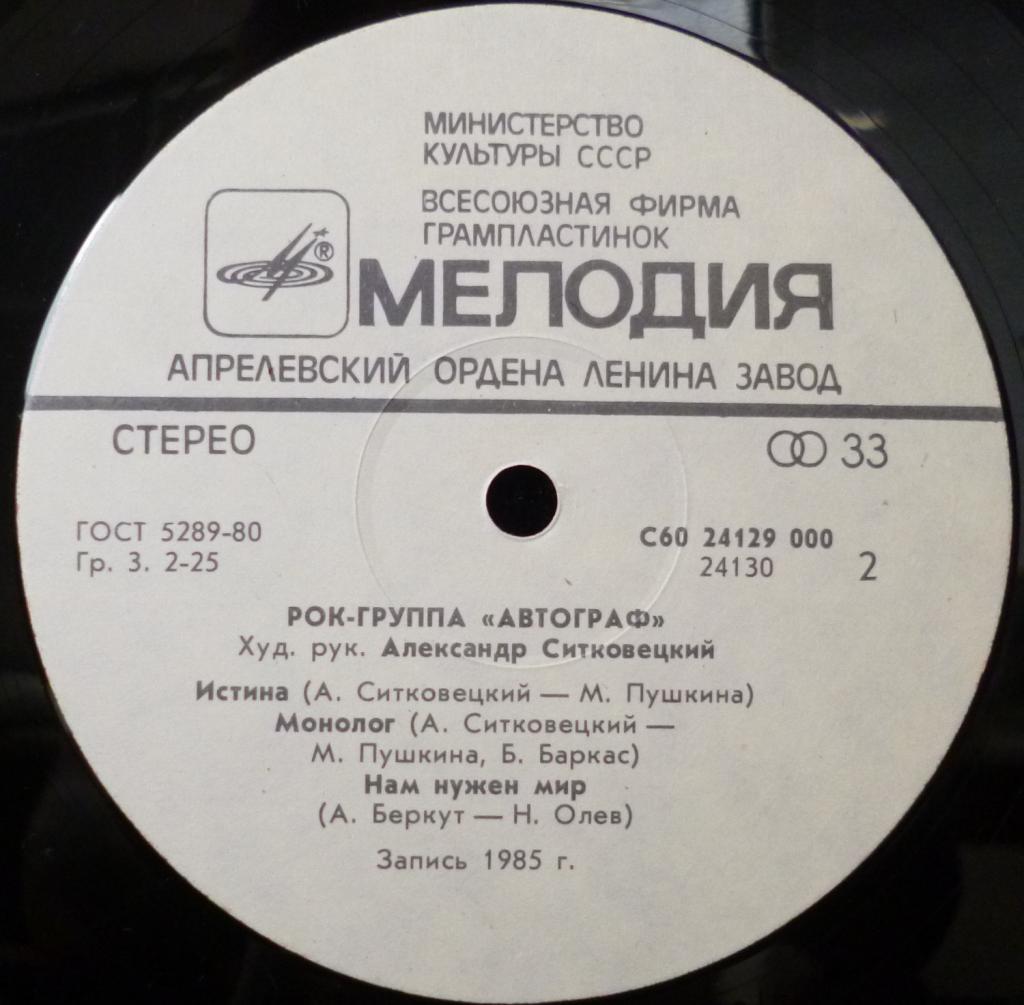 МИНИСТЕРСТВО
КУЛЬТУРЫ СССР
ВСЕСОЮЗНАЯ ФИРМА
ГРАМПЛАСТИНОК
®
МЕЛОДИЯ
АПРЕЛЕВСКИЙ ОРДЕНА ЛЕНИНА ЗАВОД
СТЕРЕО 33
ГОСТ 5289-80 С60 24129 000
Гр. 3. 2-25 24130 2
РОК-ГРУППА «АВТОГРАФ»
Худ. рук. Александр Ситковецкий
Истина (А. Ситковецкий — М. Пушкина)
Монолог (А. Ситковецкий —
М. Пушкина, Б. Баркас)
Нам нужен мир
(А. Беркут — Н. Олев)
Запись 1985 г.